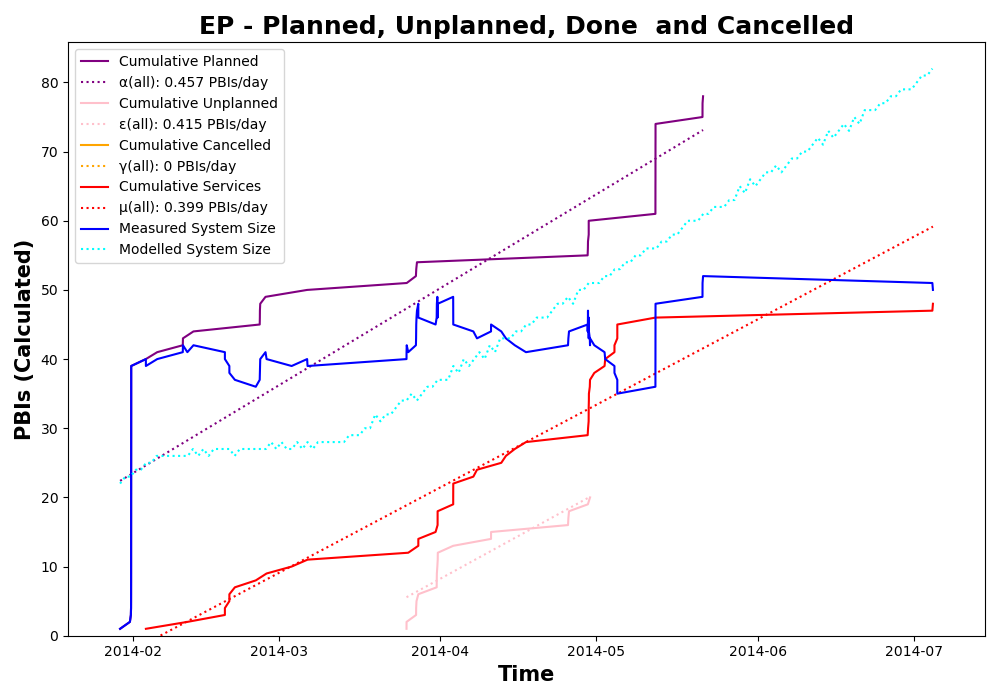 EP - Planned, Unplanned, Done  and Cancelled
Cumulative Planned
α(all): 0.457 PBIs/day
Cumulative Unplanned
ε(all): 0.415 PBIs/day
Cumulative Cancelled
γ(all): 0 PBIs/day
Cumulative Services
μ(all): 0.399 PBIs/day
Measured System Size
Modelled System Size
PBIs (Calculated)
80
70
60
50
40
30
20
10
0
2014-02 2014-03 2014-04 2014-05 2014-06 2014-07
Time